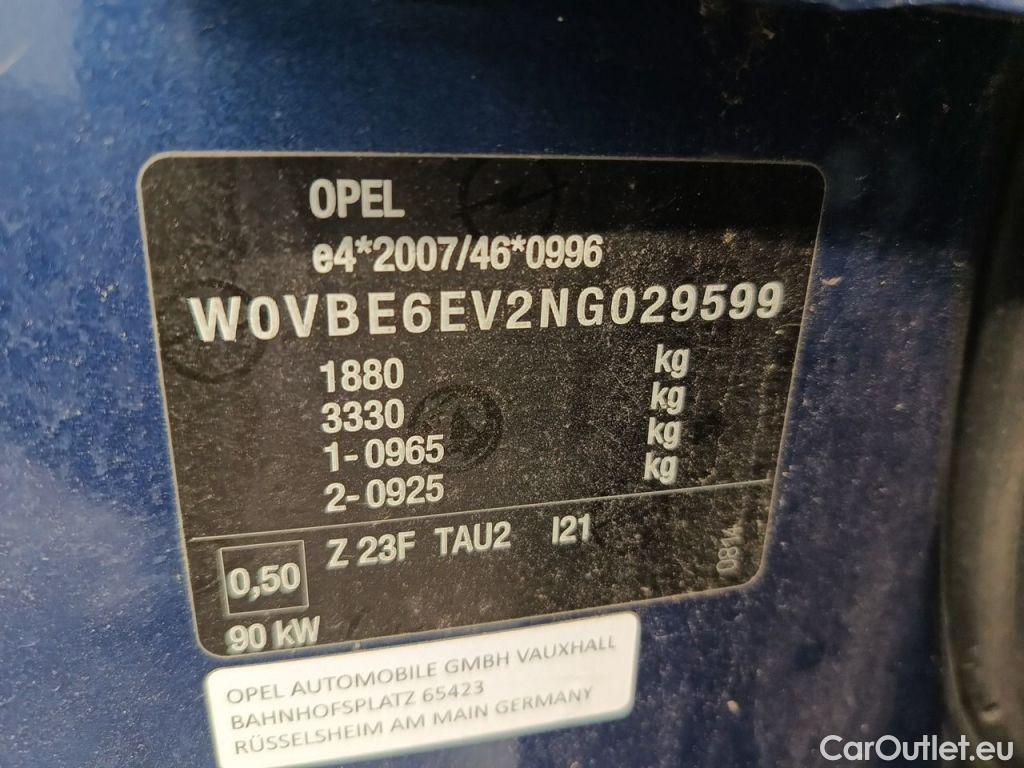 OPEL
e4*2007/46*0996
W0VBE6EV2NG029599
1880 kg
3330 kg
1-0965 kg
2-0925 kg
0,50 Z 23F TAU2 I21
0814
90 kW
OPEL AUTOMOBILE GMBH VAUXHALL
BAHNHOFSPLATZ 65423
RÜSSELSHEIM AM MAIN GERMANY
CarOutlet.eu